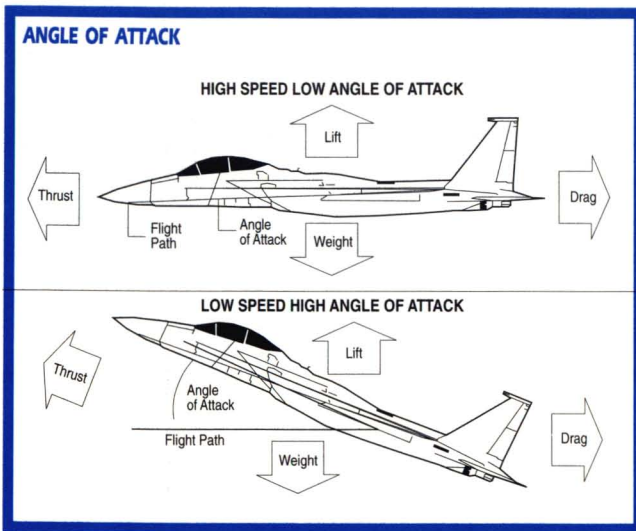 ANGLE OF ATTACK
HIGH SPEED LOW ANGLE OF ATTACK
Lift
Thrust
Drag
Flight
Path
Angle
of Attack
Weight
LOW SPEED HIGH ANGLE OF ATTACK
Lift
Thrust
Angle
of Attack
Flight Path
Drag
Weight